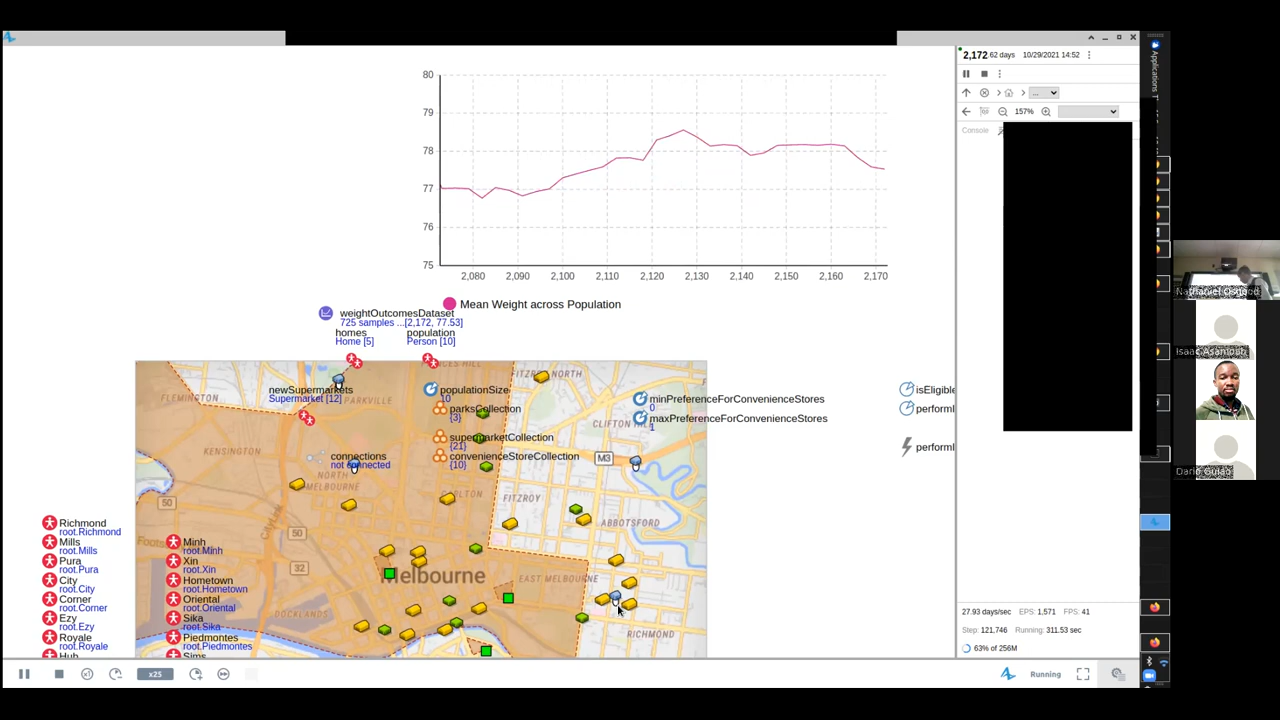 2,172.62 days 10/29/2021 14:52
...
157%
Console
80
79
78
77
76
75
2,080 2,090 2,100 2,110 2,120 2,130 2,140 2,150 2,160 2,170
Mean Weight across Population
weightOutcomesDataset
725 samples ...[2,172, 77.53]
homes
Home [5]
population
Person [10]
newSupermarkets
Supermarket [12]
populationSize
10
parksCollection
{3}
supermarketCollection
{21}
convenienceStoreCollection
{10}
connections
not connected
minPreferenceForConvenienceStores
0
maxPreferenceForConvenienceStores
1
isEligible
performI
performI
FLEMINGTON
PARKVILLE
KENSINGTON
NORTH
MELBOURNE
FITZROY
ABBOTSFORD
M3
50
50
32
Melbourne
EAST MELBOURNE
DOCKLANDS
RICHMOND
Richmond
root.Richmond
Mills
root.Mills
Pura
root.Pura
City
root.City
Corner
root.Corner
Ezy
root.Ezy
Royale
root.Royale
Hub
Minh
root.Minh
Xin
root.Xin
Hometown
root.Hometown
Oriental
root.Oriental
Sika
root.Sika
Piedmontes
root.Piedmontes
Sims
27.93 days/sec EPS: 1,571 FPS: 41
Step: 121,746 Running: 311.53 sec
63% of 256M
x1
x25
Running
Applications
Nathaniel Osgood
Isaac Asampah